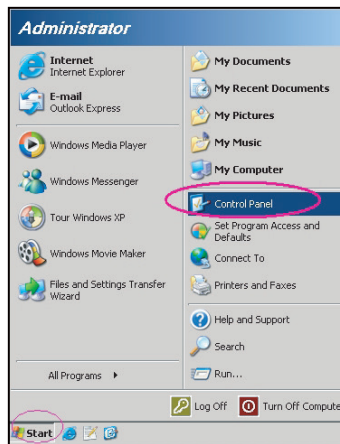 Administrator
Internet
Internet Explorer
E-mail
Outlook Express
Windows Media Player
Windows Messenger
Tour Windows XP
Windows Movie Maker
Files and Settings Transfer
Wizard
All Programs
My Documents
My Recent Documents
My Pictures
My Music
My Computer
Control Panel
Set Program Access and
Defaults
Connect To
Printers and Faxes
Help and Support
Search
Run...
Log Off
Turn Off Compute
Start